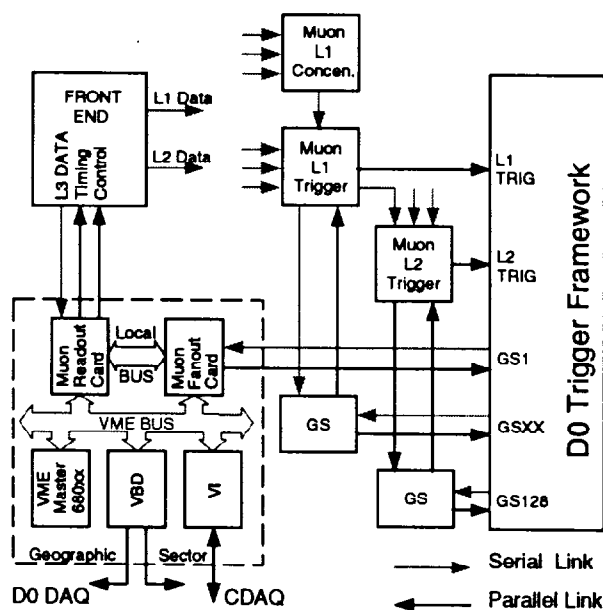 Muon
L1
Concen.
FRONT
END
L1 Data
L2 Data
L3 DATA
Timing
Control
Muon
L1
Trigger
L1
TRIG
Muon
L2
Trigger
L2
TRIG
D0 Trigger Framework
Muon
Readout
Card
Local
BUS
Muon
Fanout
Card
GS1
VME BUS
GS
GSXX
VME
Master
680xx
VBD
VI
GS
GS128
Geographic Sector
D0 DAQ
CDAQ
Serial Link
Parallel Link